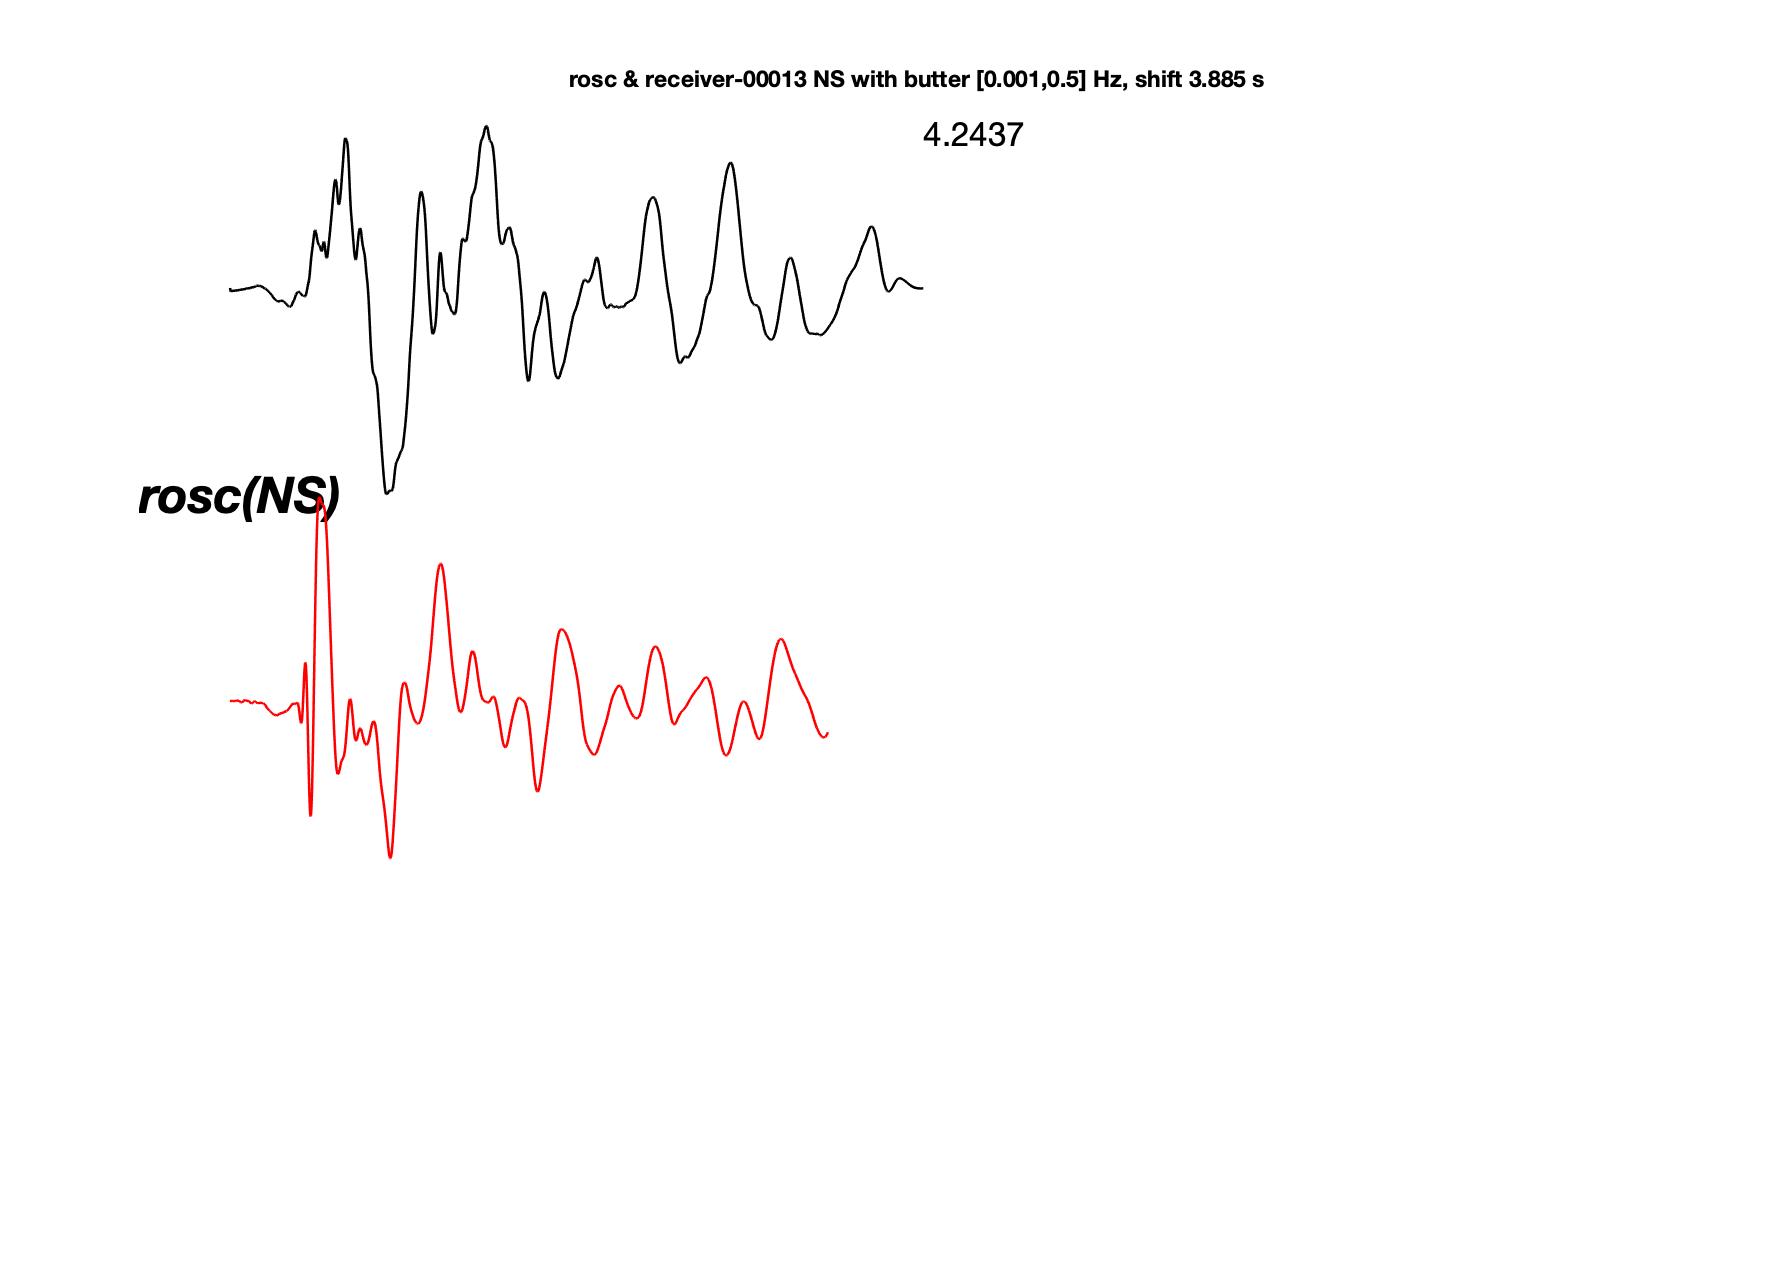 rosc & receiver-00013 NS with butter [0.001,0.5] Hz, shift 3.885 s
4.2437
rosc(NS)